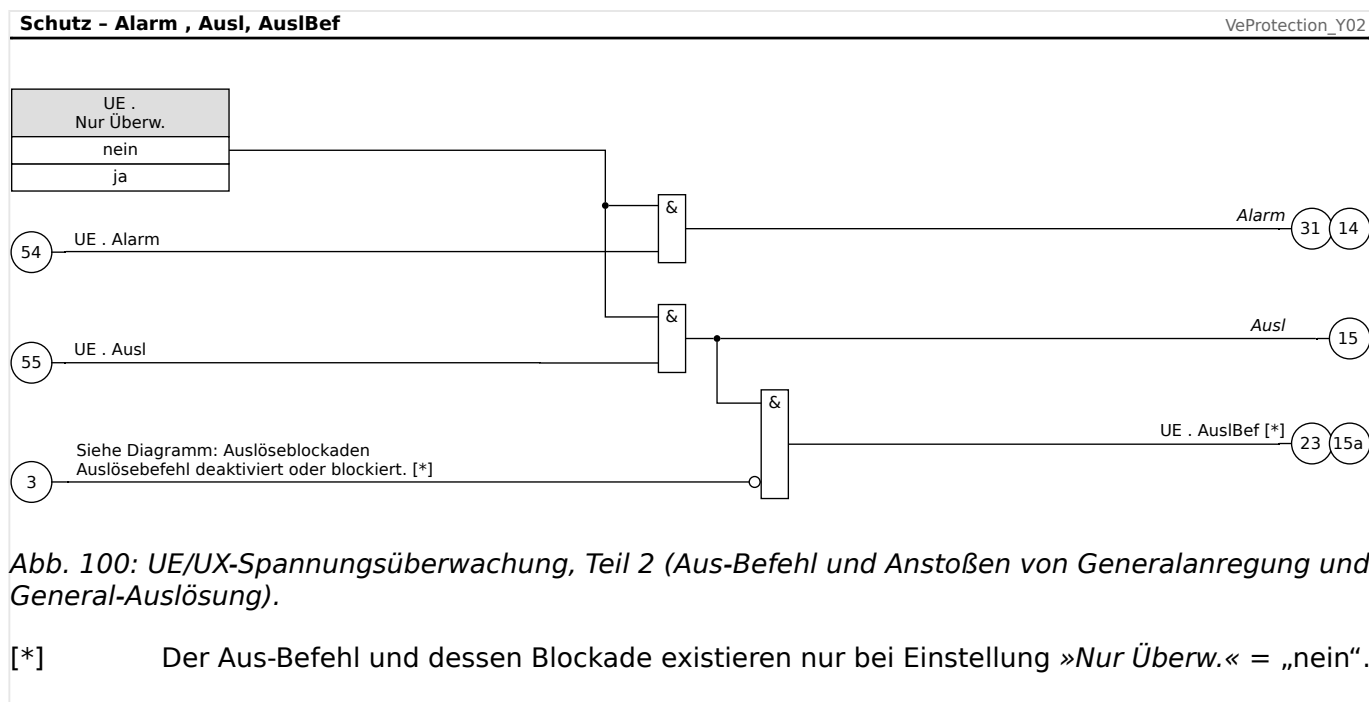 Schutz – Alarm , Ausl, AuslBef
VeProtection_Y02
UE .
Nur Überw.
nein
ja
&
Alarm
31
14
54
UE . Alarm
&
Ausl
15
55
UE . Ausl
&
UE . AuslBef [*]
23
15a
Siehe Diagramm: Auslöseblockaden
Auslösebefehl deaktiviert oder blockiert. [*]
3
Abb. 100: UE/UX-Spannungsüberwachung, Teil 2 (Aus-Befehl und Anstoßen von Generalanregung und
General-Auslösung).
[*] Der Aus-Befehl und dessen Blockade existieren nur bei Einstellung »Nur Überw.« = „nein“.